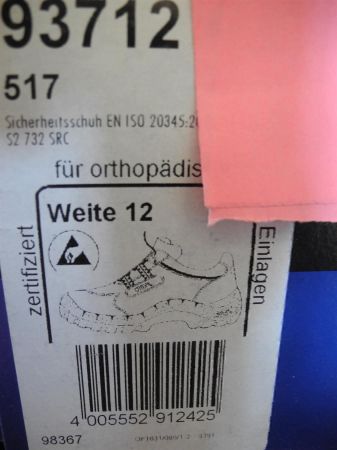 93712
517
Sicherheitsschuh EN ISO 20345:20
S2 732 SRC
für orthopädis
zertifiziert
Weite 12
Einlagen
4 005552 912425
98367